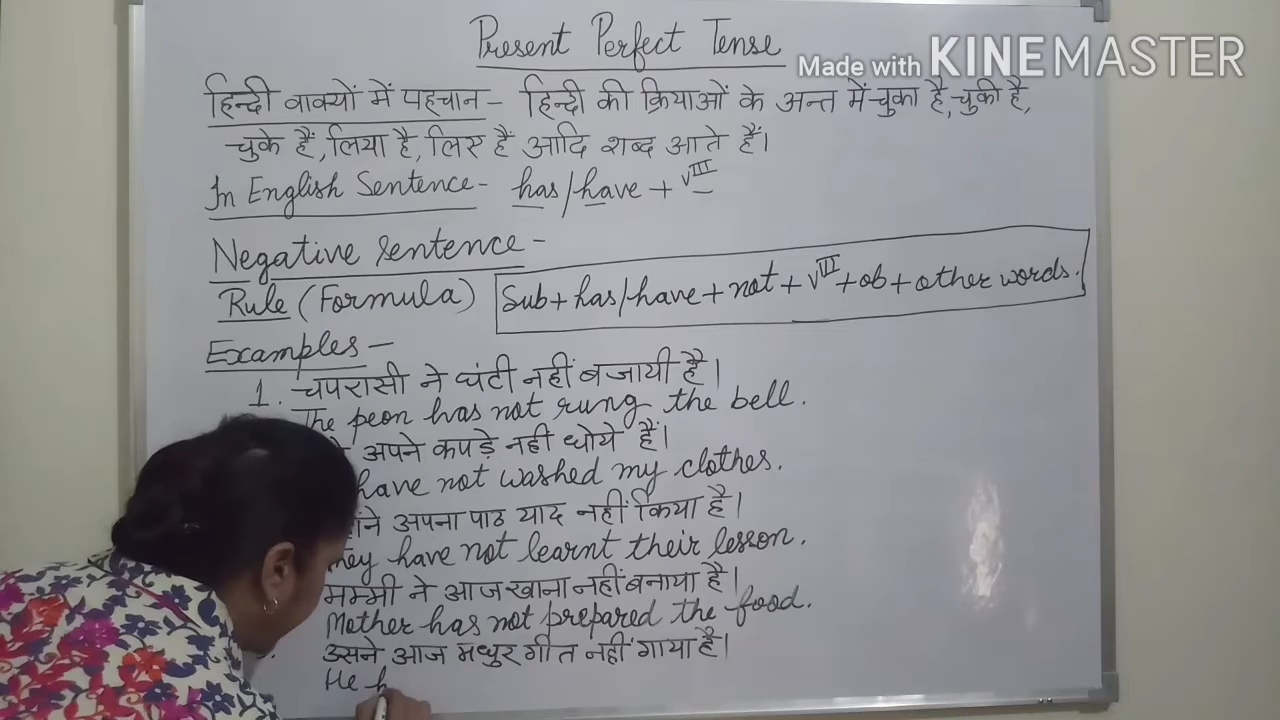 Present Perfect Tense
Made with KINEMASTER
हिन्दी वाक्यों में पहचान - हिन्दी की क्रियाओं के अन्त में चुका है, चुकी है,
चुके हैं, लिया है, लिए हैं आदि शब्द आते हैं।
In English Sentence - has/have + V III
Negative sentence -
Rule (Formula) Sub + has/have + not + V III + ob + other words.
Examples -
1. चपरासी ने घंटी नहीं बजायी है।
The peon has not rung the bell.
अपने कपड़े नही धोये हैं।
have not washed my clothes.
अपना पाठ याद नहीं किया है।
have not learnt their lesson.
मम्मी ने आज खाना नहीं बनाया है।
Mother has not prepared the food.
उसने आज मधुर गीत नहीं गाया है।
He h